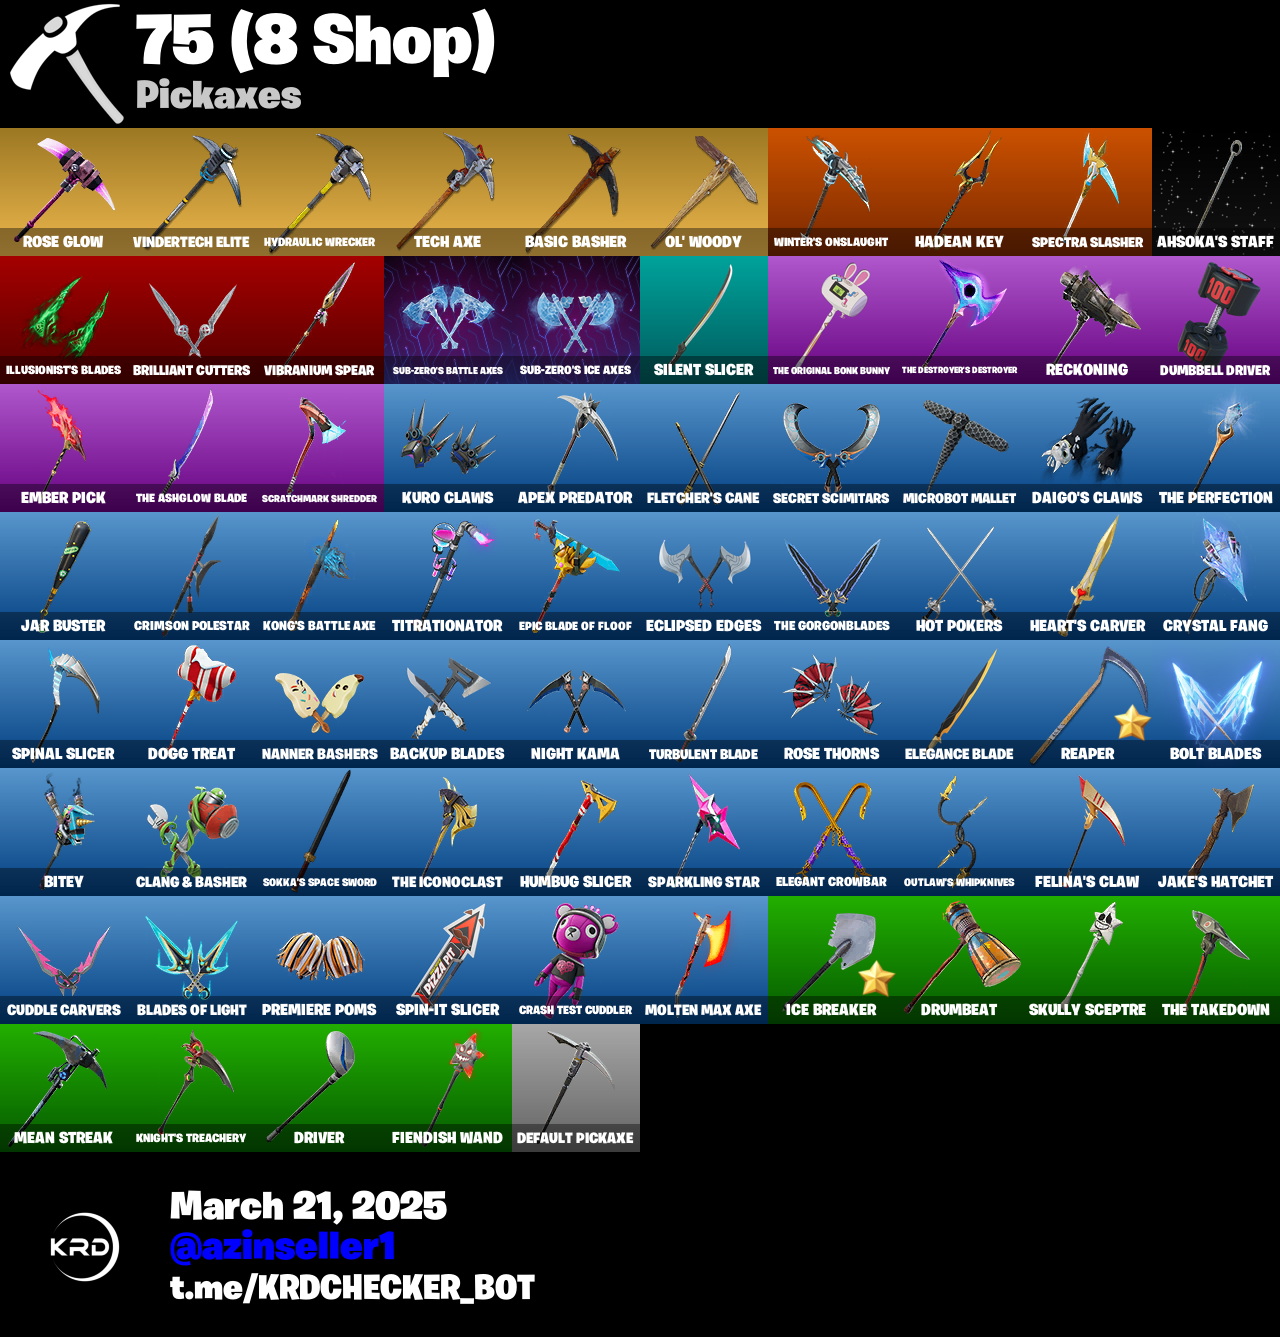 75 (8 Shop)
Pickaxes
ROSE GLOW
VINDERTECH ELITE
HYDRAULIC WRECKER
TECH AXE
BASIC BASHER
OL' WOODY
WINTER'S ONSLAUGHT
HADEAN KEY
SPECTRA SLASHER
AHSOKA'S STAFF
ILLUSIONIST'S BLADES
BRILLIANT CUTTERS
VIBRANIUM SPEAR
SUB-ZERO'S BATTLE AXES
SUB-ZERO'S ICE AXES
SILENT SLICER
THE ORIGINAL BONK BUNNY
THE DESTROYER'S DESTROYER
RECKONING
100
100
DUMBBELL DRIVER
EMBER PICK
THE ASHGLOW BLADE
SCRATCHMARK SHREDDER
KURO CLAWS
APEX PREDATOR
FLETCHER'S CANE
SECRET SCIMITARS
MICROBOT MALLET
DAIGO'S CLAWS
THE PERFECTION
JAR BUSTER
CRIMSON POLESTAR
KONG'S BATTLE AXE
TITRATIONATOR
EPIC BLADE OF FLOOF
ECLIPSED EDGES
THE GORGONBLADES
HOT POKERS
HEART'S CARVER
CRYSTAL FANG
SPINAL SLICER
DOGG TREAT
NANNER BASHERS
BACKUP BLADES
NIGHT KAMA
TURBULENT BLADE
ROSE THORNS
ELEGANCE BLADE
REAPER
BOLT BLADES
BITEY
CLANG & BASHER
SOKKA'S SPACE SWORD
THE ICONOCLAST
HUMBUG SLICER
SPARKLING STAR
ELEGANT CROWBAR
OUTLAW'S WHIPKNIVES
FELINA'S CLAW
JAKE'S HATCHET
CUDDLE CARVERS
BLADES OF LIGHT
PREMIERE POMS
PIZZA PIT
SPIN-IT SLICER
CRASH TEST CUDDLER
MOLTEN MAX AXE
ICE BREAKER
DRUMBEAT
SKULLY SCEPTRE
THE TAKEDOWN
MEAN STREAK
KNIGHT'S TREACHERY
DRIVER
FIENDISH WAND
DEFAULT PICKAXE
KRD
March 21, 2025
@azinseller1
t.me/KRDCHECKER_BOT